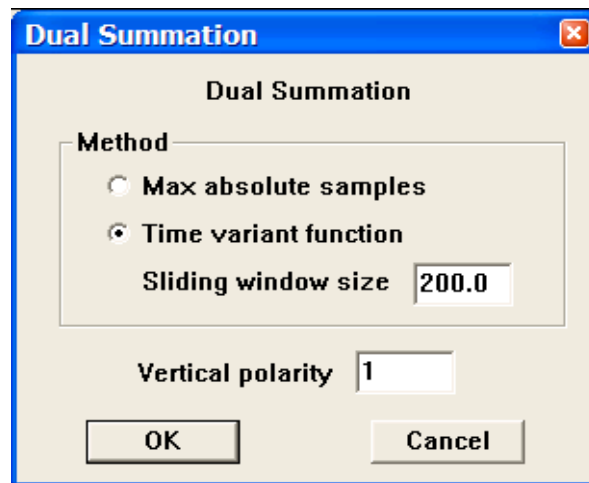 Dual Summation
Dual Summation
Method
Max absolute samples
Time variant function
Sliding window size 200.0
Vertical polarity 1
OK Cancel